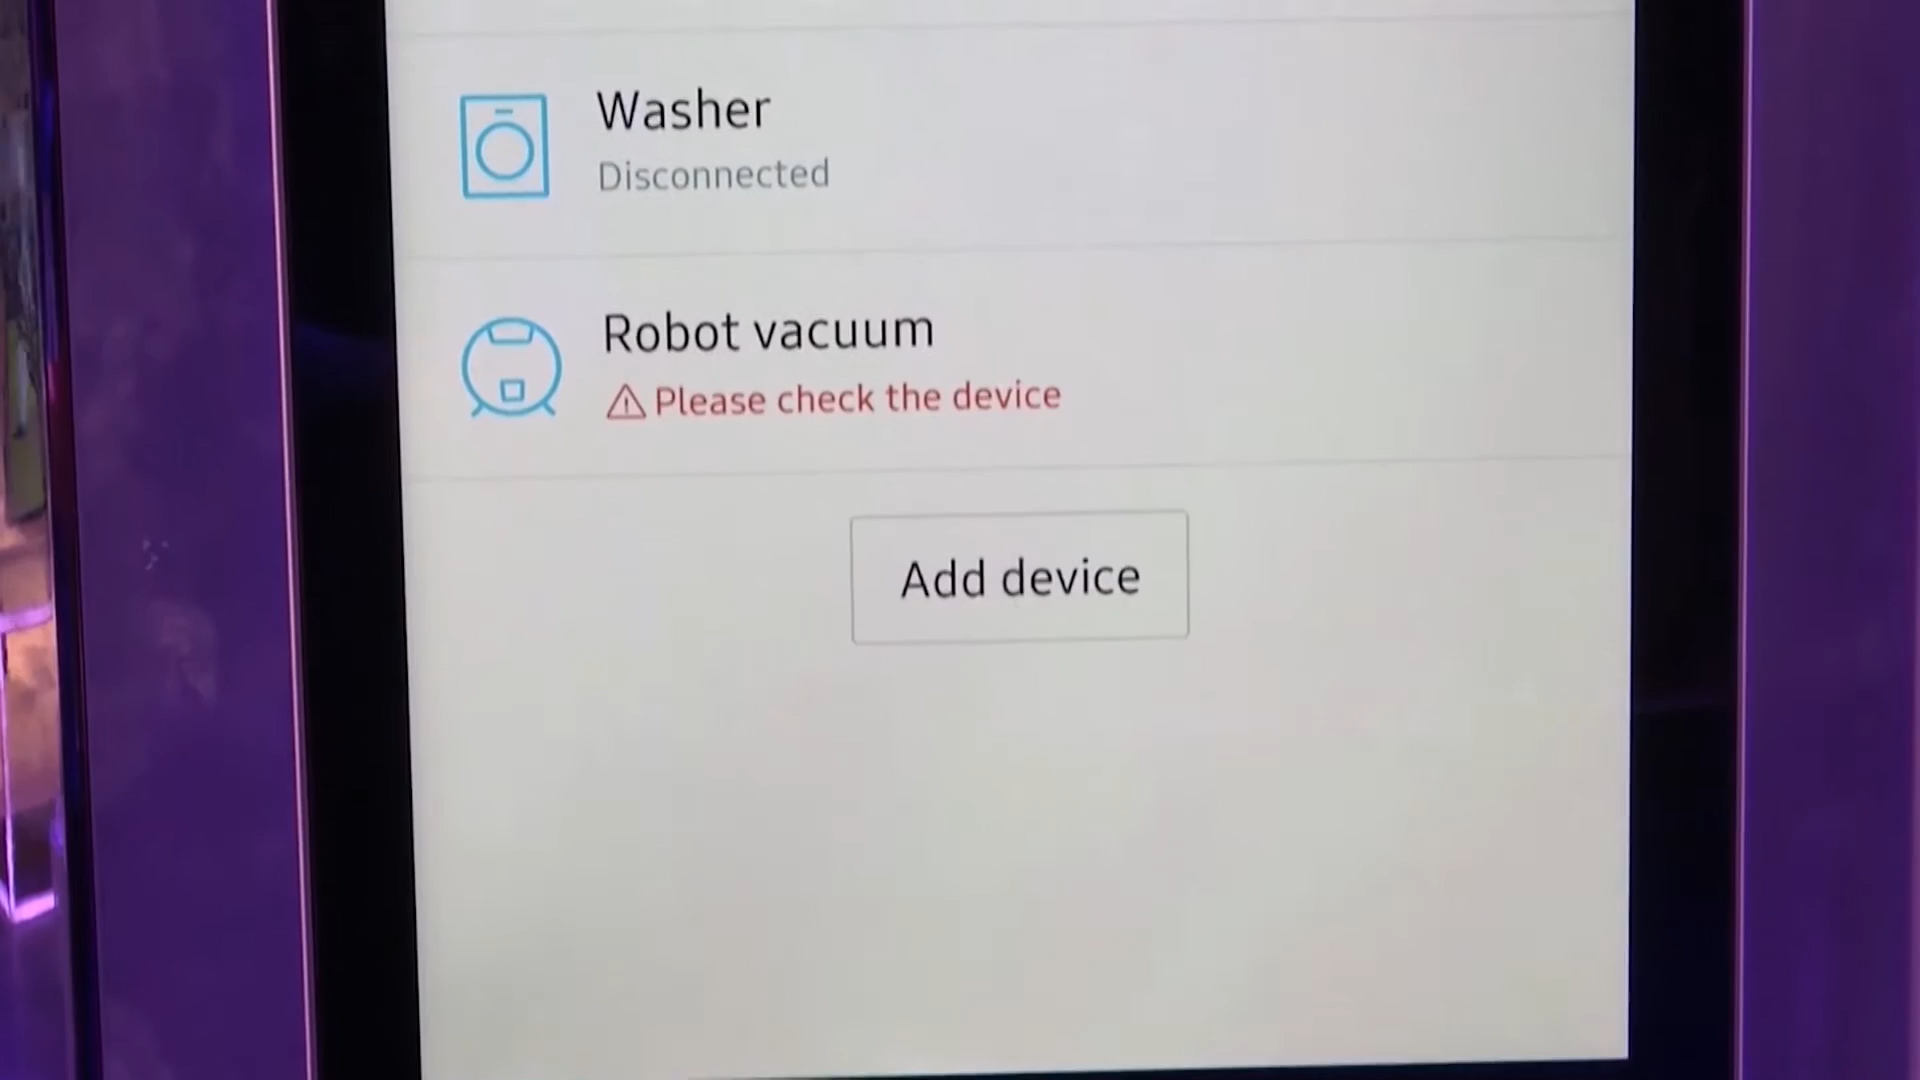 Washer
Disconnected
Robot vacuum
Please check the device
Add device